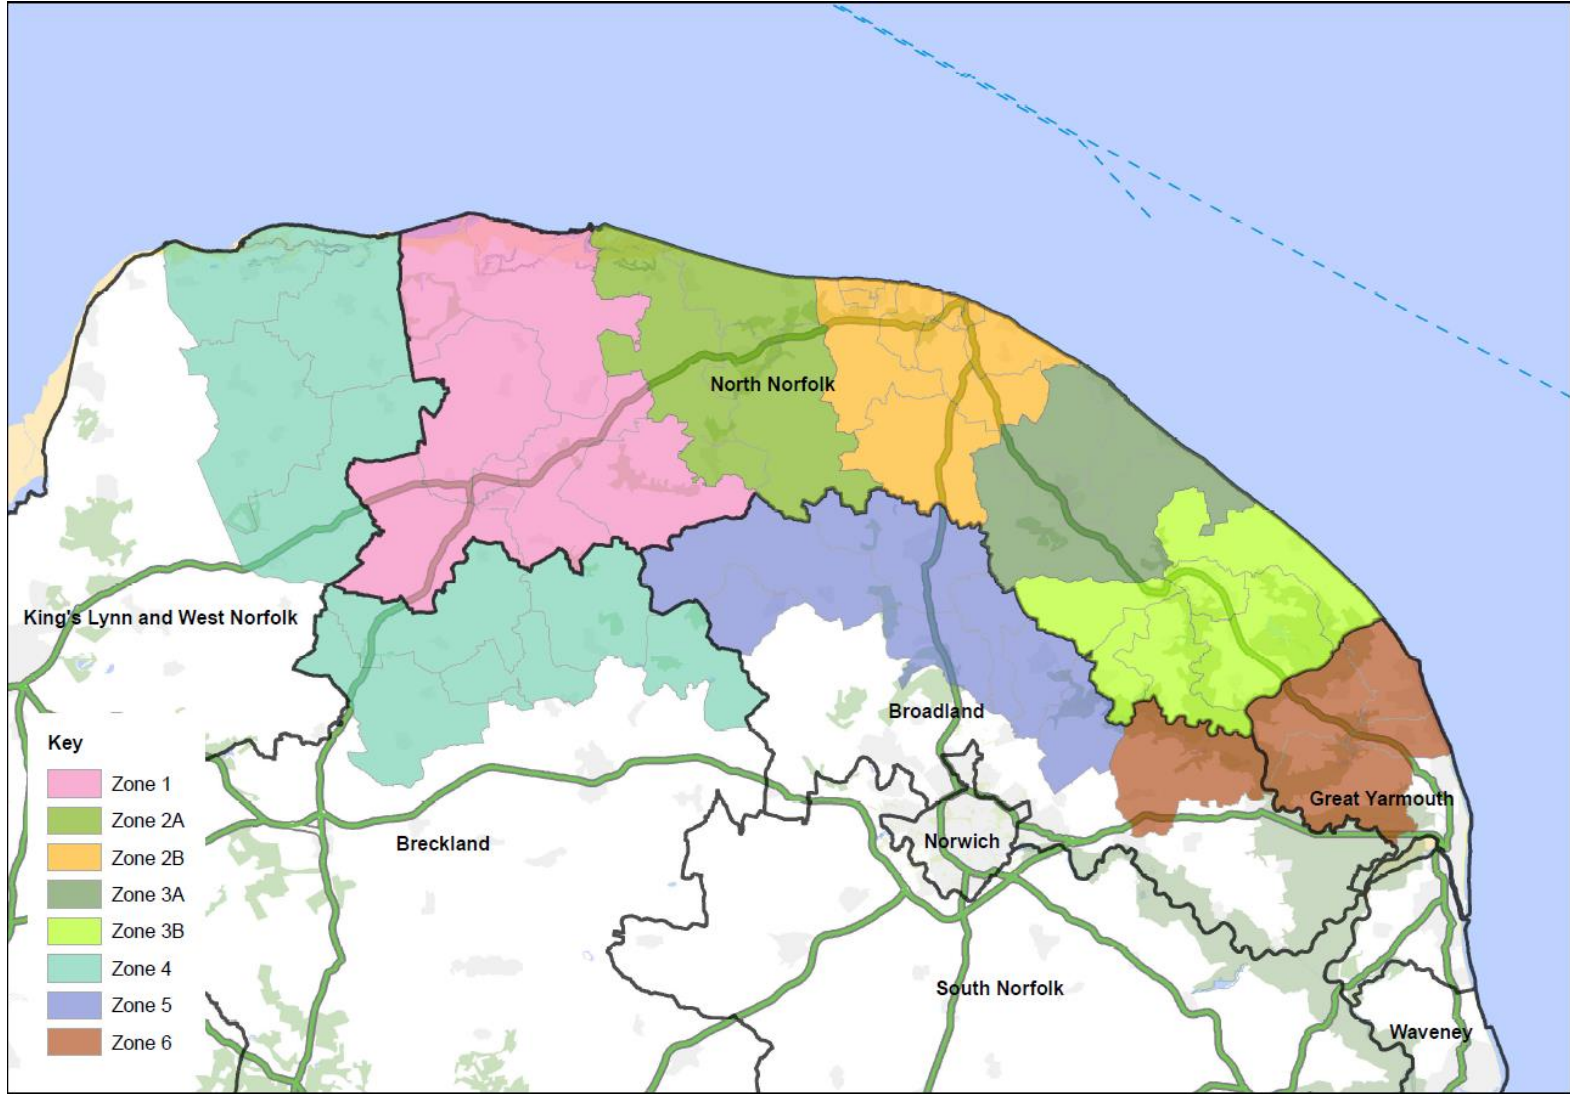 North Norfolk
King's Lynn and West Norfolk
Broadland
Key
Zone 1
Zone 2A
Zone 2B
Zone 3A
Zone 3B
Zone 4
Zone 5
Zone 6
Great Yarmouth
Breckland
Norwich
South Norfolk
Waveney